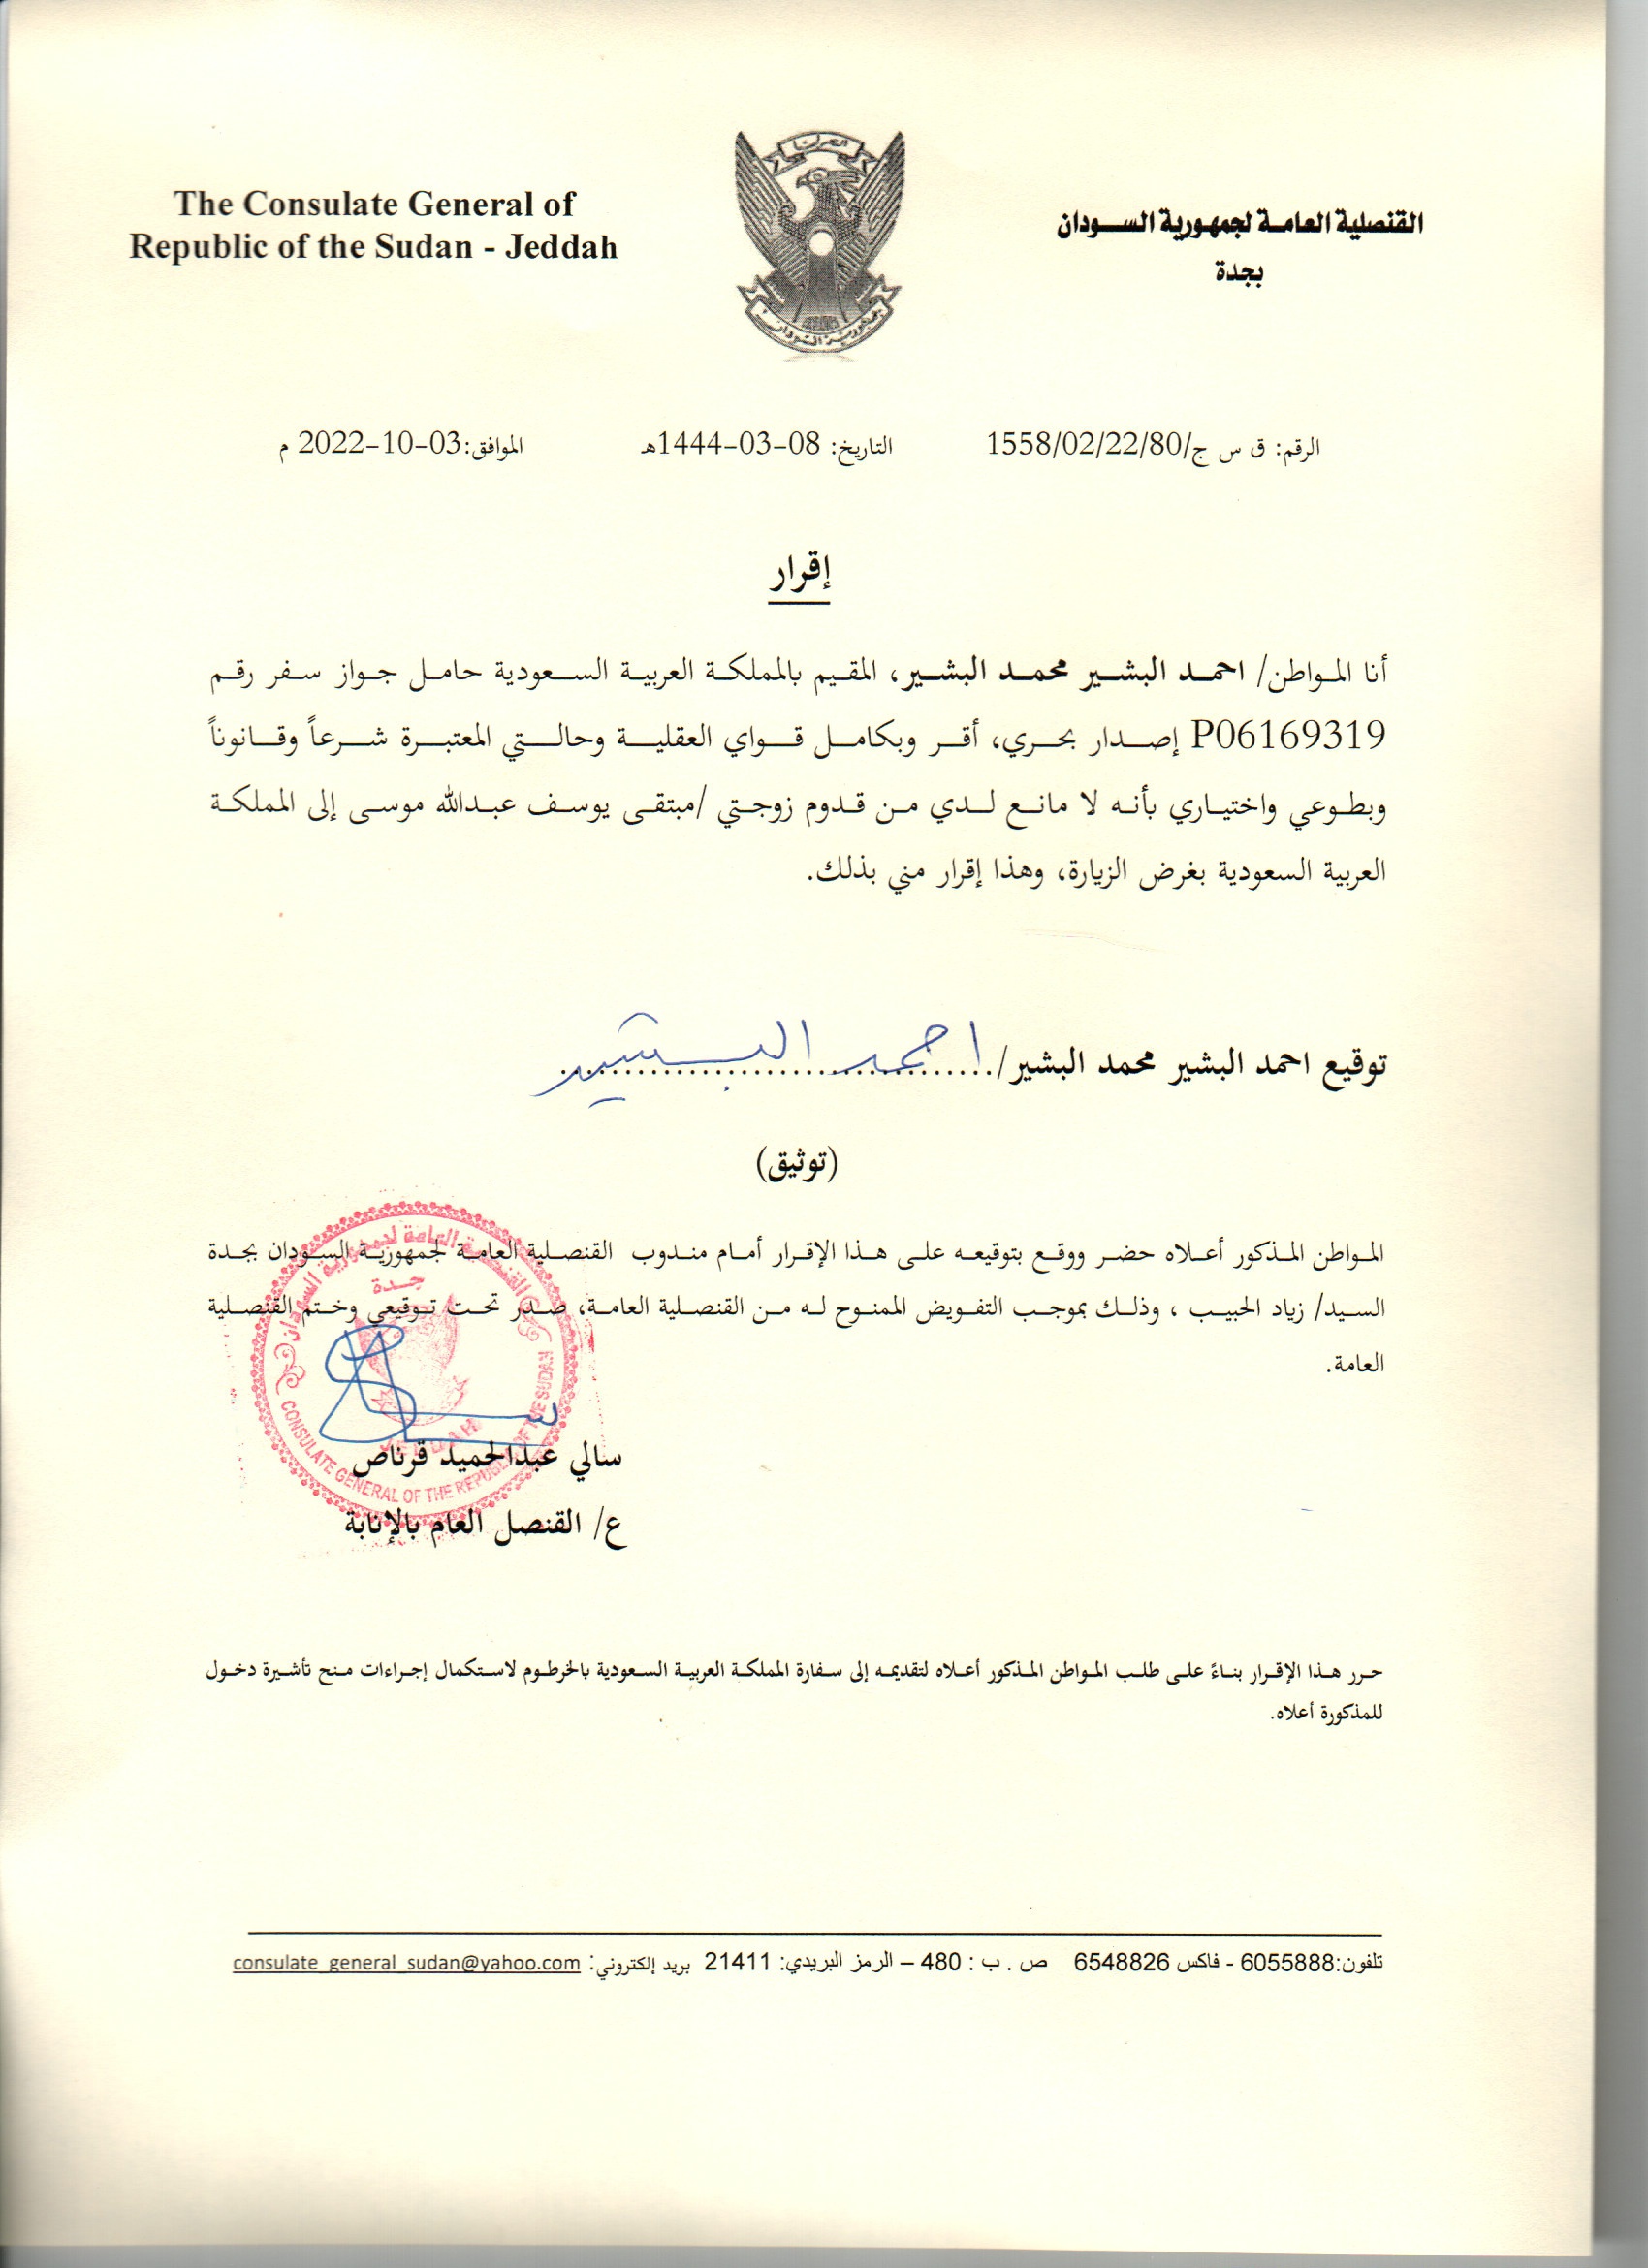 The Consulate General of
Republic of the Sudan - Jeddah
القنصلية العامة لجمهورية السودان
بجدة
جمهورية السودان
الرقم: ق س ج/1558/02/22/80 التاريخ: 08-03-1444هـ الموافق:03-10-2022 م
إقرار
أنا المواطن/ احمد البشير محمد البشير، المقيم بالمملكة العربية السعودية حامل جواز سفر رقم
P06169319 إصدار بحري، أقر وبكامل قواي العقلية وحالتي المعتبرة شرعاً وقانوناً
وبطوعي واختياري بأنه لا مانع لدي من قدوم زوجتي /مبتقى يوسف عبدالله موسى إلى المملكة
العربية السعودية بغرض الزيارة، وهذا إقرار مني بذلك.
توقيع احمد البشير محمد البشير/................................
احمد البشير
(توثيق)
المواطن المذكور أعلاه حضر ووقع بتوقيعه على هذا الإقرار أمام مندوب القنصلية العامة لجمهورية السودان بجدة
السيد/ زياد الحبيب ، وذلك بموجب التفويض الممنوح له من القنصلية العامة، صدر تحت توقيعي وختم القنصلية
العامة.
القنصلية العامة لجمهورية السودان
جدة
JEDDAH
CONSULATE GENERAL OF THE REPUBLIC OF THE SUDAN
سالي عبدالحميد قرناص
ع/ القنصل العام بالإنابة
حرر هذا الإقرار بناءً على طلب المواطن المذكور أعلاه لتقديمه إلى سفارة المملكة العربية السعودية بالخرطوم لاستكمال إجراءات منح تأشيرة دخول
للمذكورة أعلاه.
تلفون:6055888 - فاكس 6548826 ص . ب : 480 – الرمز البريدي: 21411 بريد إلكتروني: consulate_general_sudan@yahoo.com